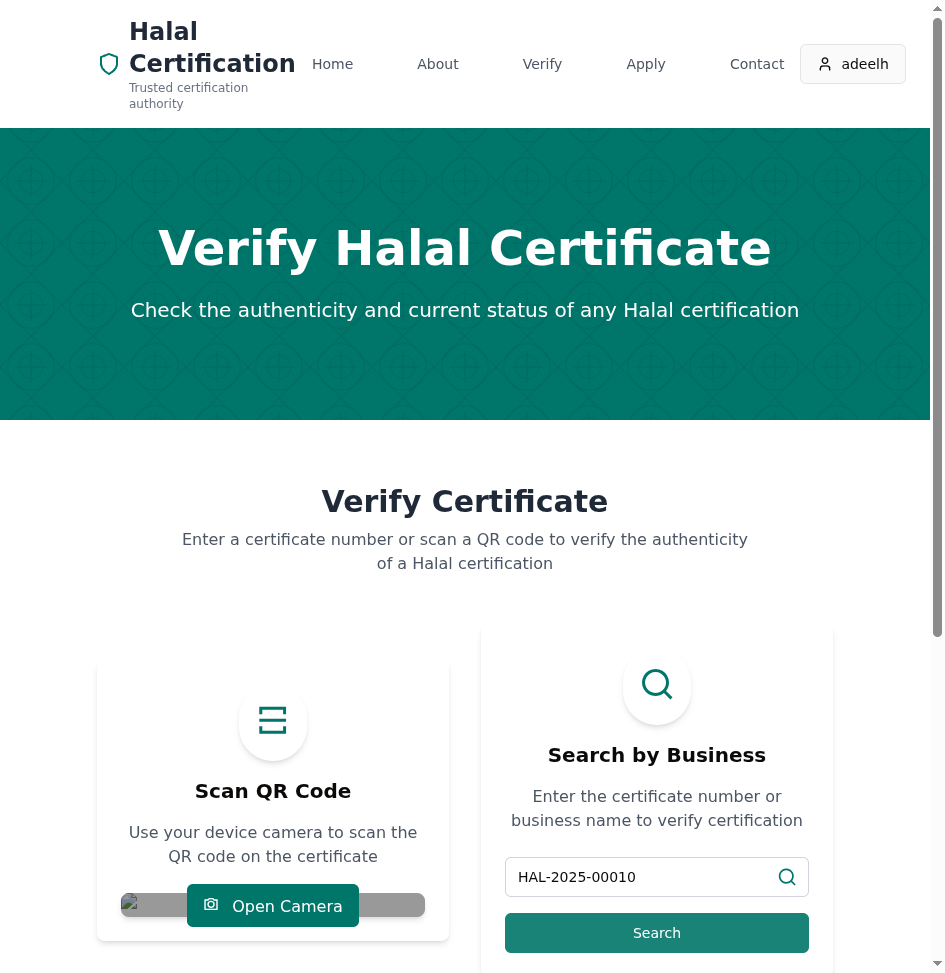 Halal
Certification
Trusted certification
authority
Home
About
Verify
Apply
Contact
adeelh
Verify Halal Certificate
Check the authenticity and current status of any Halal certification
Verify Certificate
Enter a certificate number or scan a QR code to verify the authenticity
of a Halal certification
Scan QR Code
Use your device camera to scan the
QR code on the certificate
Open Camera
Search by Business
Enter the certificate number or
business name to verify certification
HAL-2025-00010
Search